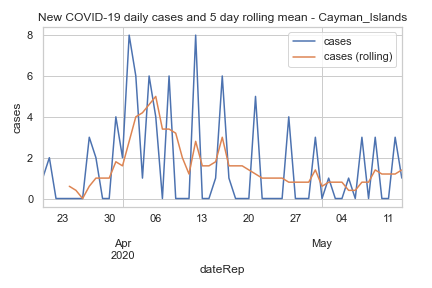 New COVID-19 daily cases and 5 day rolling mean - Cayman_Islands
cases
cases (rolling)
8
6
4
2
0
cases
23 30 06 13 20 27 04 11
Apr May
2020
dateRep